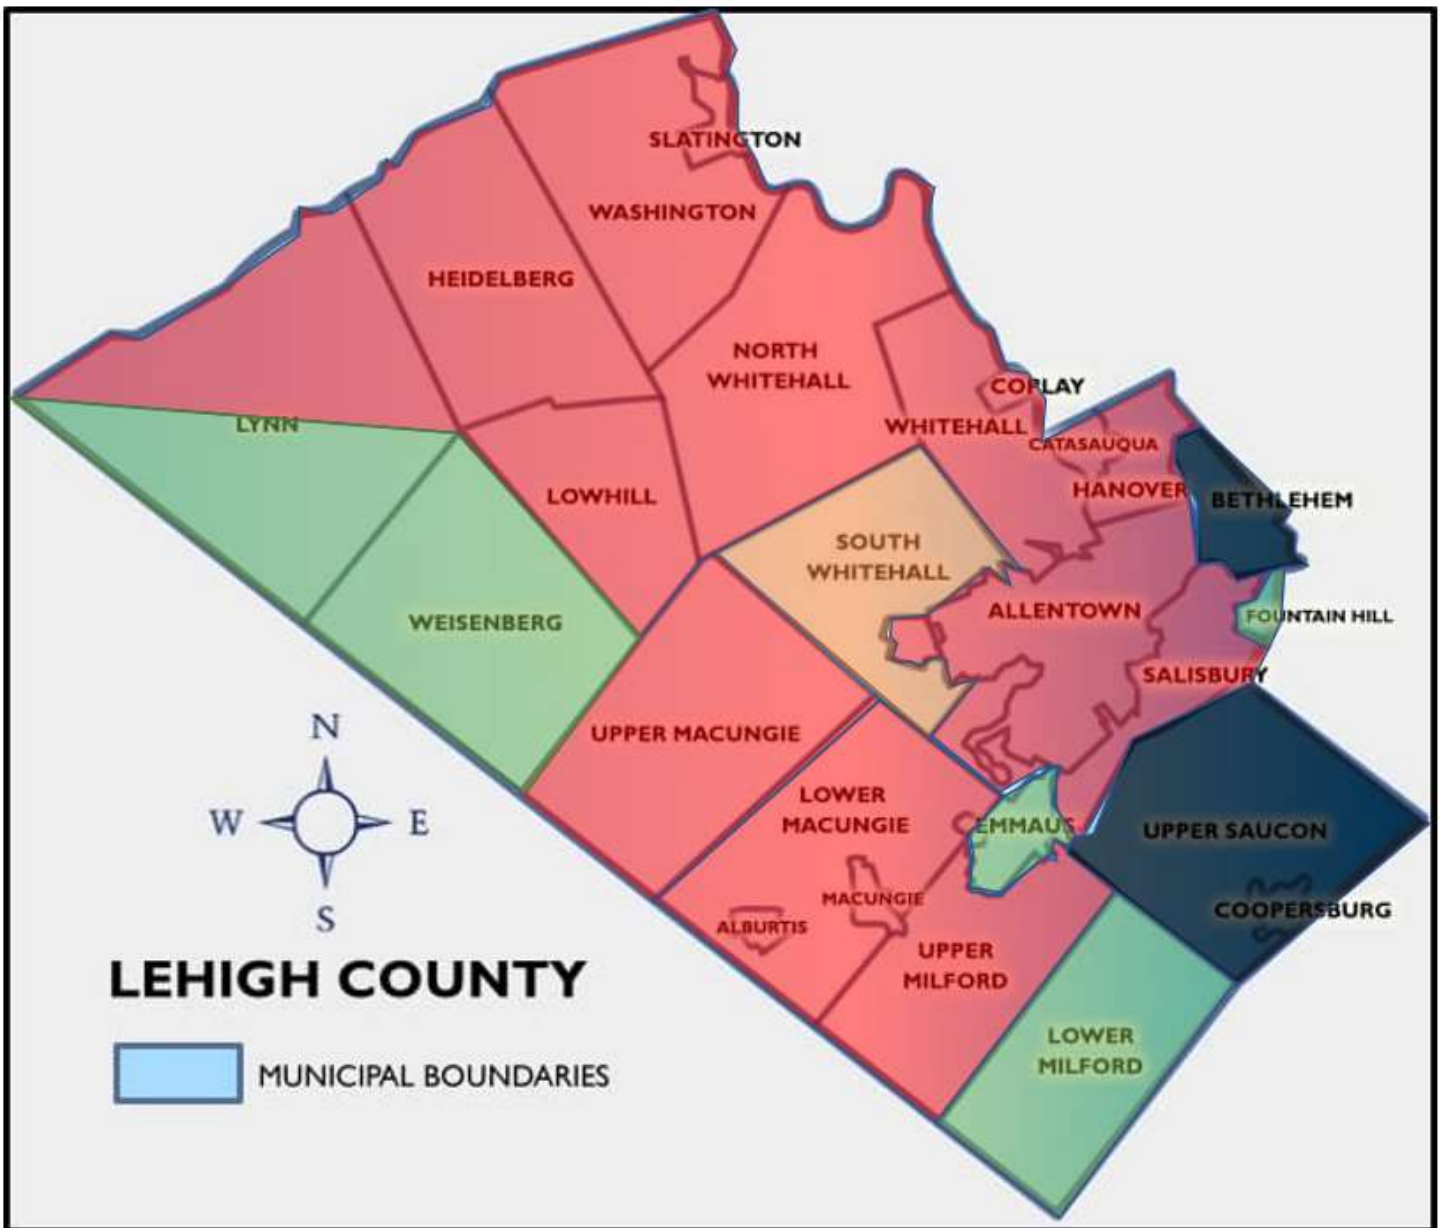 SLATINGTON
WASHINGTON
HEIDELBERG
NORTH
WHITEHALL
COPLAY
LYNN
WHITEHALL
CATASAUQUA
LOWHILL
HANOVER
BETHLEHEM
SOUTH
WHITEHALL
ALLENTOWN
WEISENBERG
FOUNTAIN HILL
SALISBURY
UPPER MACUNGIE
N
LOWER
MACUNGIE
W
E
EMMAUS
UPPER SAUCON
MACUNGIE
COOPERSBURG
S
ALBURTIS
UPPER
MILFORD
LEHIGH COUNTY
LOWER
MILFORD
MUNICIPAL BOUNDARIES